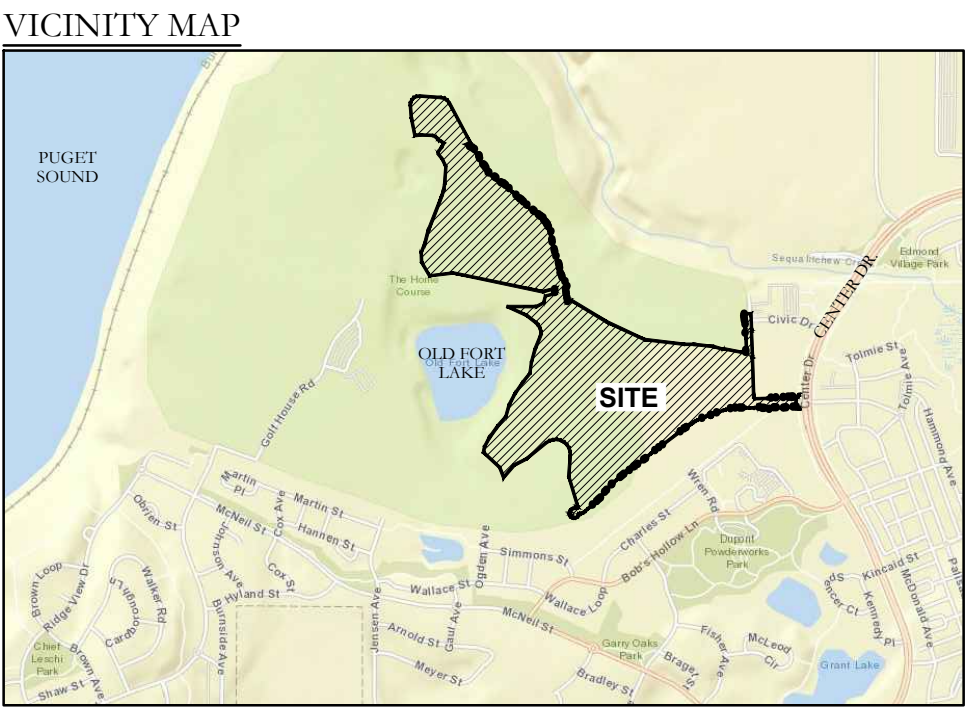 VICINITY MAP
PUGET
SOUND
Sequalitchew Cr
Edmond
Village Park
CENTER DR.
The Home
Course
Civic Dr
OLD FORT
LAKE
Old Fort Lake
SITE
Center Dr
Tolmie St
Tolmie Ave
Hammond Ave
Golf House Rd
Martin
Pl
Martin St
Cox Ave
Obrien St
McNeil St
Hannen St
Johnson Ave
Wren Rd
Charles St
Bob's Hollow Ln
Dupont
Powderworks
Park
Ogden Ave
Simmons St
Kincaid St
Brown Loop
Ridge View Dr
Walker Rd
Cox St
Hyland St
Wallace St
Wallace Loop
Spencer Ct
McDonald Ave
Kennedy Pl
Burnside Ave
Jensen Ave
Arnold St
Gaul Ave
McNeil St
Garry Oaks
Park
Fisher Ave
McLeod
Cir
Chief
Leschi
Park
Brown Ave
Meyer St
Bradley St
Grant Lake
Shaw St